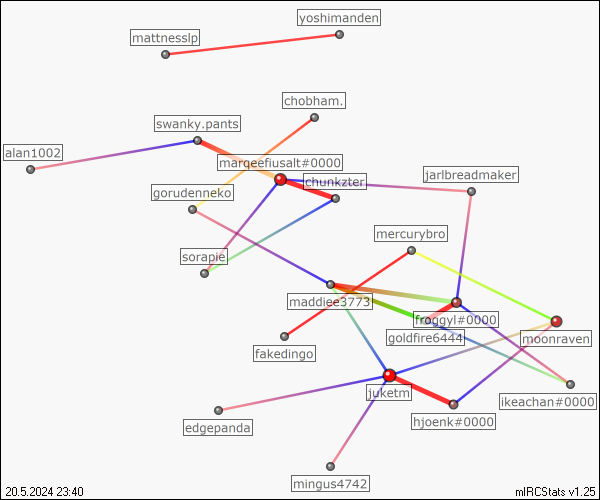 yoshimanden
mattnesslp
chobham.
swanky.pants
alan1002
marqeefiusalt#0000
jarlbreadmaker
chunkzter
gorudenneko
mercurybro
sorapie
maddiee3773
froggyl#0000
goldfire6444
moonraven
fakedingo
juketm
ikeachan#0000
hjoenk#0000
edgepanda
mingus4742
20.5.2024 23:40
mIRCStats v1.25